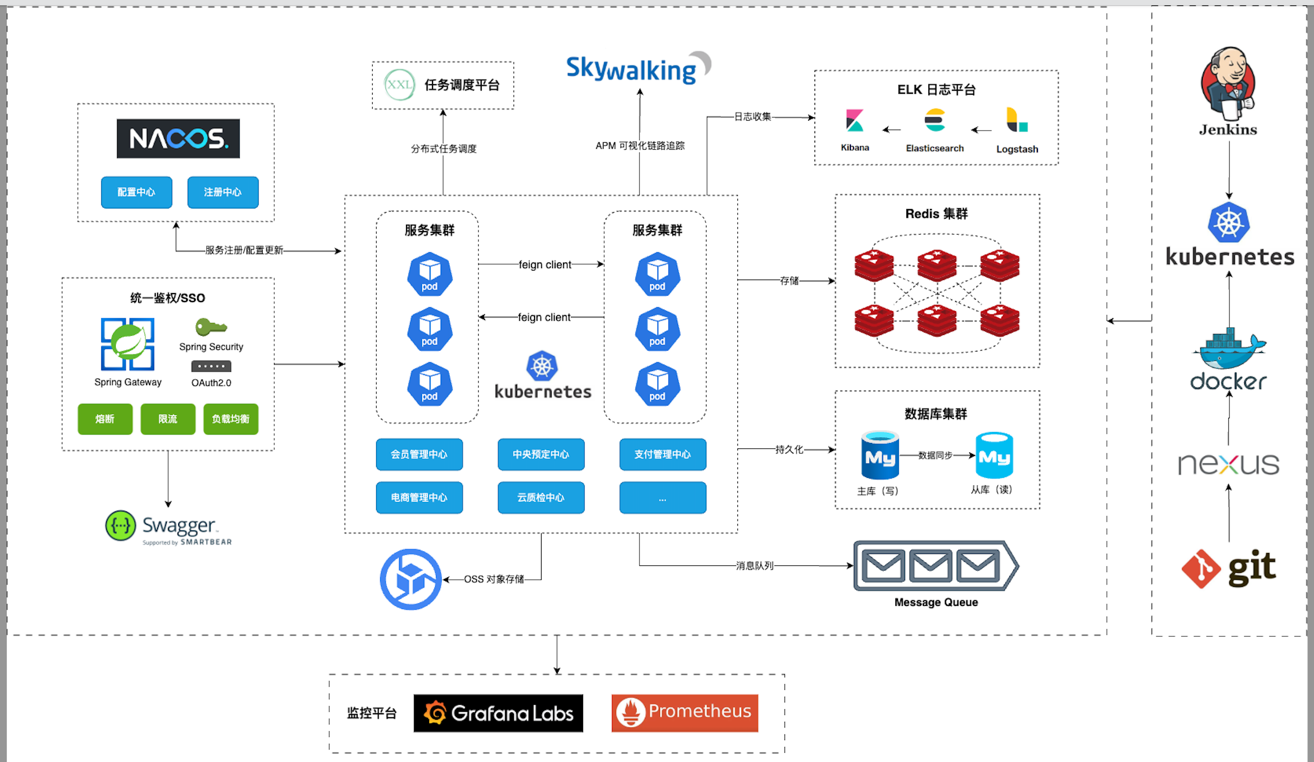 XXL 任务调度平台
Skywalking
ELK 日志平台
Kibana
Elasticsearch
Logstash
日志收集
APM 可视化链路追踪
分布式任务调度
NACOS.
配置中心
注册中心
服务注册/配置更新
统一鉴权/SSO
Spring Gateway
Spring Security
OAuth2.0
熔断
限流
负载均衡
Swagger
Supported by SMARTBEAR
服务集群
pod
pod
pod
feign client
feign client
kubernetes
服务集群
pod
pod
pod
会员管理中心
中央预定中心
支付管理中心
电商管理中心
云质检中心
...
存储
Redis 集群
持久化
数据库集群
My
数据同步
My
主库（写）
从库（读）
OSS 对象存储
消息队列
Message Queue
Jenkins
kubernetes
docker
nexus
git
监控平台
Grafana Labs
Prometheus